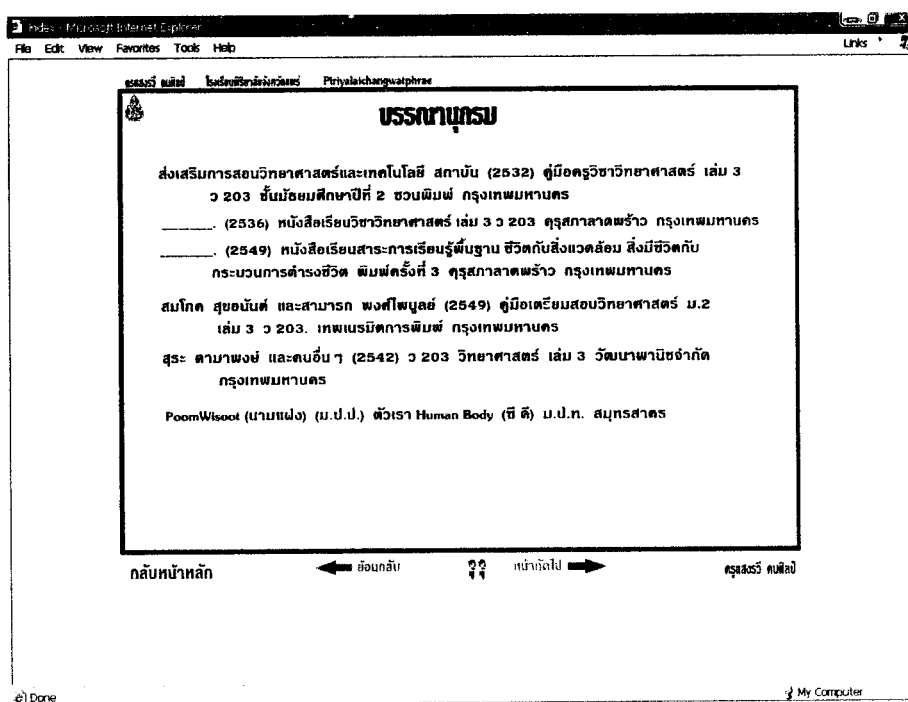 Index - Microsoft Internet Explorer
File Edit View Favorites Tools Help Links
ครูแสงรวี คบศิลป์ โรงเรียนพิริยาลัยจังหวัดแพร่ Piriyalaichangwatphrae
บรรณานุกรม
ส่งเสริมการสอนวิทยาศาสตร์และเทคโนโลยี สถาบัน (2532) คู่มือครูวิชาวิทยาศาสตร์ เล่ม 3
ว 203 ชั้นมัธยมศึกษาปีที่ 2 ชวนพิมพ์ กรุงเทพมหานคร
______. (2536) หนังสือเรียนวิชาวิทยาศาสตร์ เล่ม 3 ว 203 คุรุสภาลาดพร้าว กรุงเทพมหานคร
______. (2549) หนังสือเรียนสาระการเรียนรู้พื้นฐาน ชีวิตกับสิ่งแวดล้อม สิ่งมีชีวิตกับ
กระบวนการดำรงชีวิต พิมพ์ครั้งที่ 3 คุรุสภาลาดพร้าว กรุงเทพมหานคร
สมโภค สุขอนันต์ และสามารถ พงศ์ไพบูลย์ (2549) คู่มือเตรียมสอบวิทยาศาสตร์ ม.2
เล่ม 3 ว 203. เทพเนรมิตการพิมพ์ กรุงเทพมหานคร
สุระ ดามาพงษ์ และคนอื่น ๆ (2542) ว 203 วิทยาศาสตร์ เล่ม 3 วัฒนาพานิชจำกัด
กรุงเทพมหานคร
PoomWisoot (นามแฝง) (ม.ป.ป.) ตัวเรา Human Body (ซี ดี) ม.ป.ท. สมุทรสาคร
กลับหน้าหลัก ย้อนกลับ หน้าถัดไป ครูแสงรวี คบศิลป์
Done My Computer